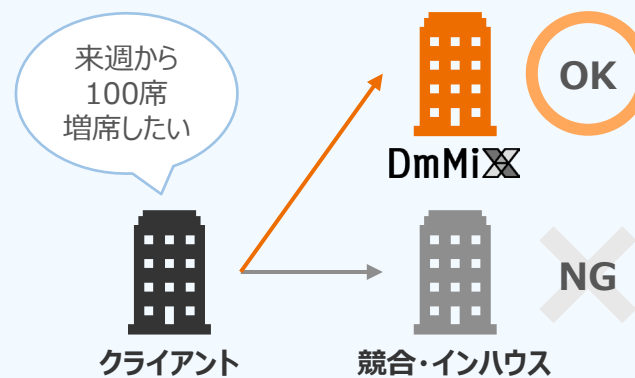 来週から
100席
増席したい
OK
DmMiX
NG
クライアント
競合・インハウス